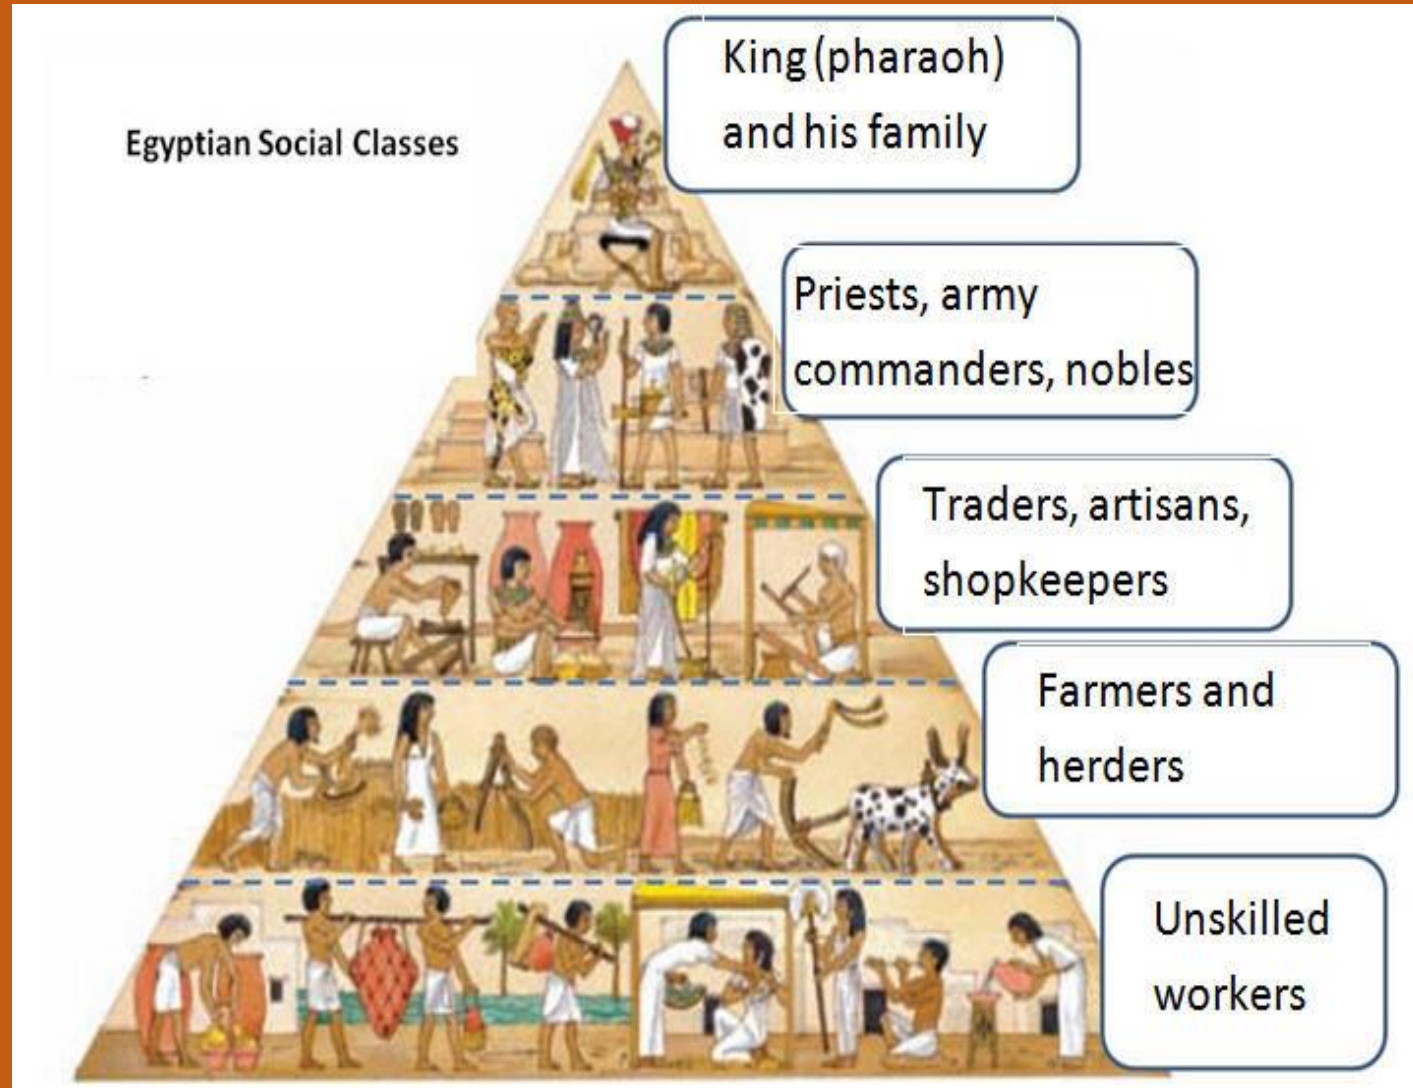 Egyptian Social Classes
King (pharaoh)
and his family
Priests, army
commanders, nobles
Traders, artisans,
shopkeepers
Farmers and
herders
Unskilled
workers